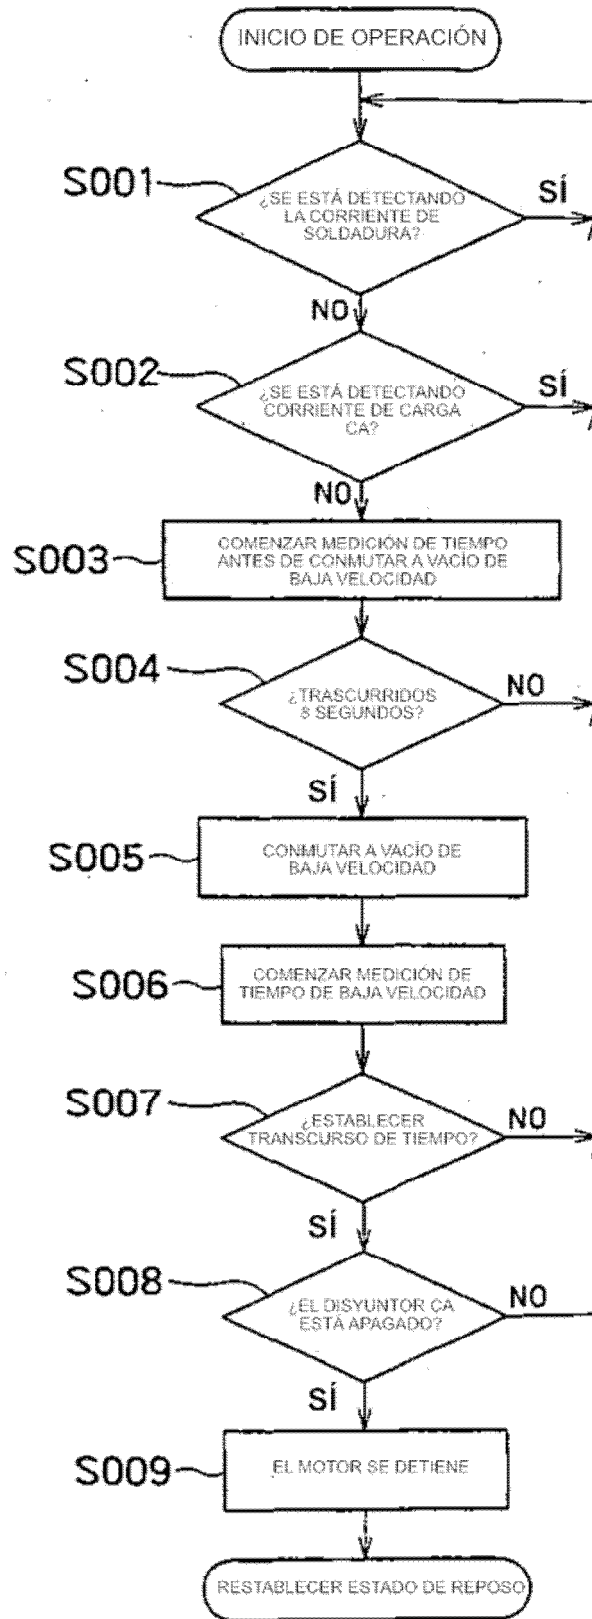 INICIO DE OPERACIÓN
S001
¿SE ESTÁ DETECTANDO
LA CORRIENTE DE
SOLDADURA?
SÍ
NO
S002
¿SE ESTÁ DETECTANDO
CORRIENTE DE CARGA
CA?
SÍ
NO
S003
COMENZAR MEDICIÓN DE TIEMPO
ANTES DE CONMUTAR A VACÍO DE
BAJA VELOCIDAD
S004
¿TRASCURRIDOS
8 SEGUNDOS?
NO
SÍ
S005
CONMUTAR A VACÍO DE
BAJA VELOCIDAD
S006
COMENZAR MEDICIÓN DE
TIEMPO DE BAJA VELOCIDAD
S007
¿ESTABLECER
TRANSCURSO DE TIEMPO?
NO
SÍ
S008
¿EL DISYUNTOR CA
ESTÁ APAGADO?
NO
SÍ
S009
EL MOTOR SE DETIENE
RESTABLECER ESTADO DE REPOSO